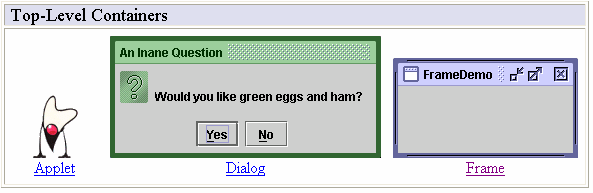 Top-Level Containers
An Inane Question
FrameDemo
Would you like green eggs and ham?
Yes No
Applet Dialog Frame